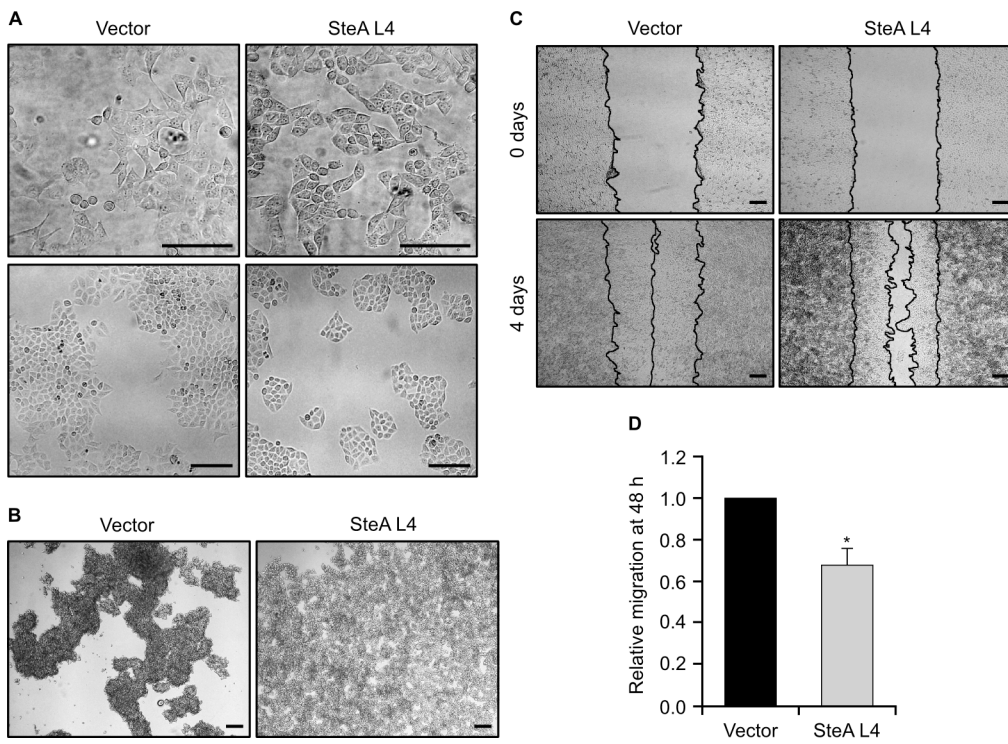 A
Vector
SteA L4
B
Vector
SteA L4
C
Vector
SteA L4
0 days
4 days
D
Relative migration at 48 h
1.2
1.0
0.8
0.6
0.4
0.2
0.0
*
Vector
SteA L4